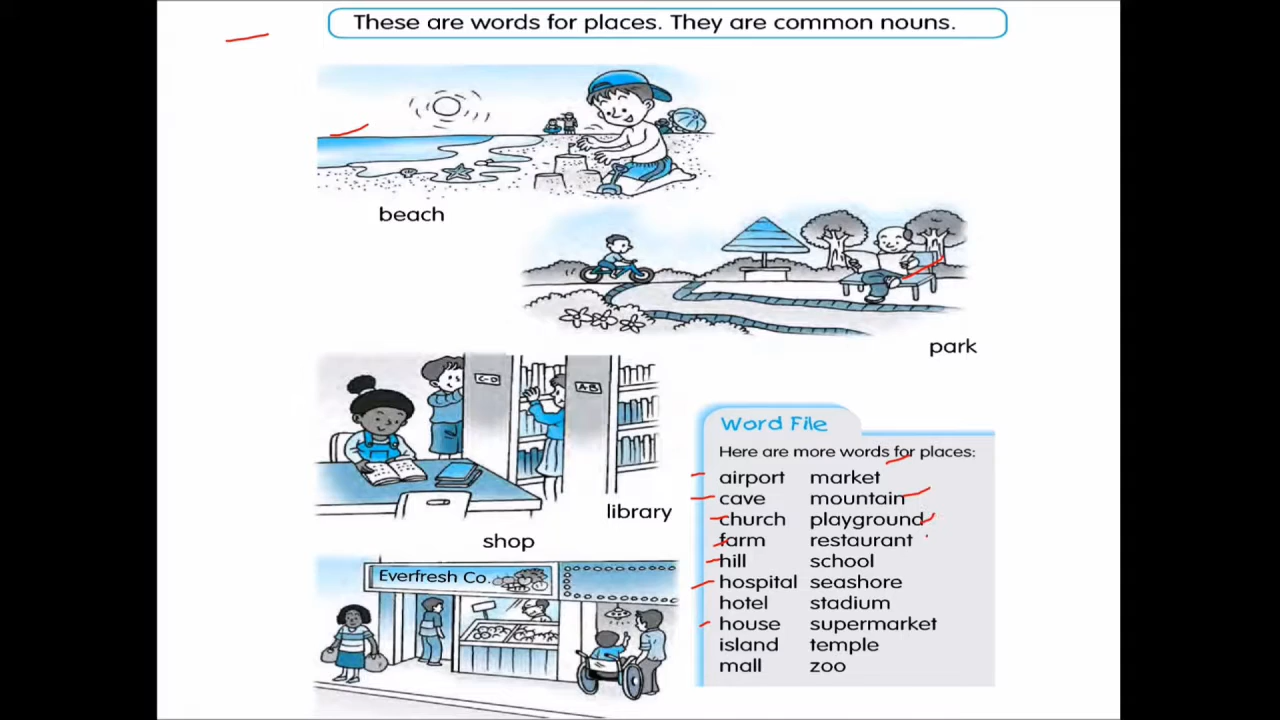 These are words for places. They are common nouns.
beach
park
C-D
A-B
library
shop
Everfresh Co.
Word File
Here are more words for places:
airport market
cave mountain
church playground
farm restaurant
hill school
hospital seashore
hotel stadium
house supermarket
island temple
mall zoo